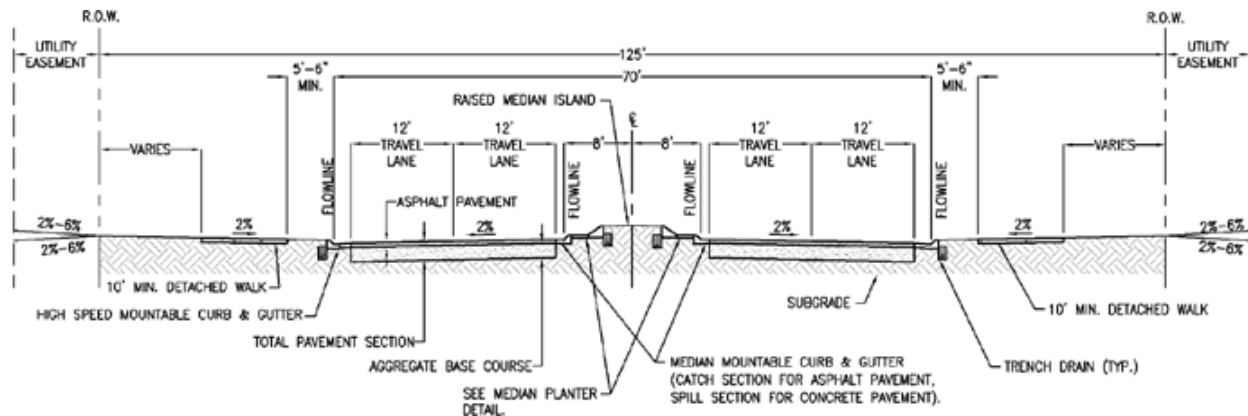 R.O.W.
R.O.W.
UTILITY
EASEMENT
125'
UTILITY
EASEMENT
5'-6"
MIN.
70'
5'-6"
MIN.
RAISED MEDIAN ISLAND
℄
12'
TRAVEL
LANE
12'
TRAVEL
LANE
8'
8'
12'
TRAVEL
LANE
12'
TRAVEL
LANE
VARIES
VARIES
FLOWLINE
FLOWLINE
FLOWLINE
FLOWLINE
ASPHALT PAVEMENT
2%-6%
2%-6%
2%
2%
2%
2%
2%-6%
2%-6%
10' MIN. DETACHED WALK
HIGH SPEED MOUNTABLE CURB & GUTTER
TOTAL PAVEMENT SECTION
AGGREGATE BASE COURSE
SEE MEDIAN PLANTER
DETAIL.
MEDIAN MOUNTABLE CURB & GUTTER
(CATCH SECTION FOR ASPHALT PAVEMENT,
SPILL SECTION FOR CONCRETE PAVEMENT).
SUBGRADE
10' MIN. DETACHED WALK
TRENCH DRAIN (TYP.)